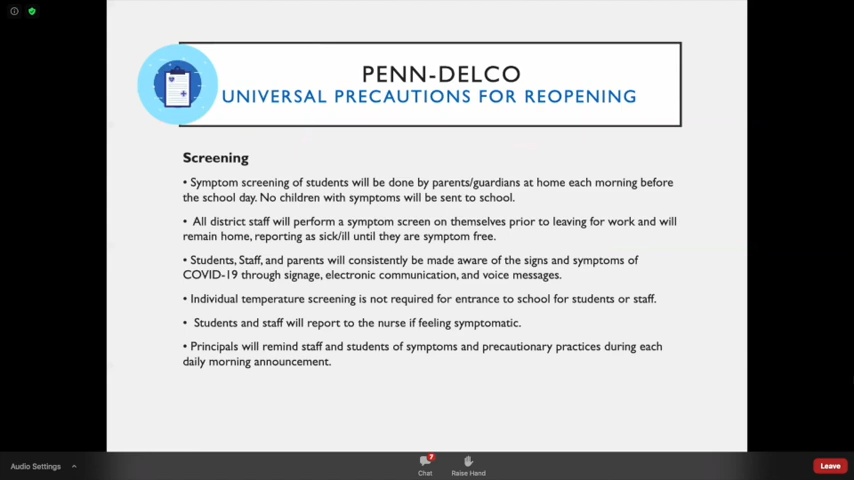 PENN-DELCO
UNIVERSAL PRECAUTIONS FOR REOPENING
Screening
• Symptom screening of students will be done by parents/guardians at home each morning before
the school day. No children with symptoms will be sent to school.
• All district staff will perform a symptom screen on themselves prior to leaving for work and will
remain home, reporting as sick/ill until they are symptom free.
• Students, Staff, and parents will consistently be made aware of the signs and symptoms of
COVID-19 through signage, electronic communication, and voice messages.
• Individual temperature screening is not required for entrance to school for students or staff.
• Students and staff will report to the nurse if feeling symptomatic.
• Principals will remind staff and students of symptoms and precautionary practices during each
daily morning announcement.
Audio Settings
7
Chat
Raise Hand
Leave